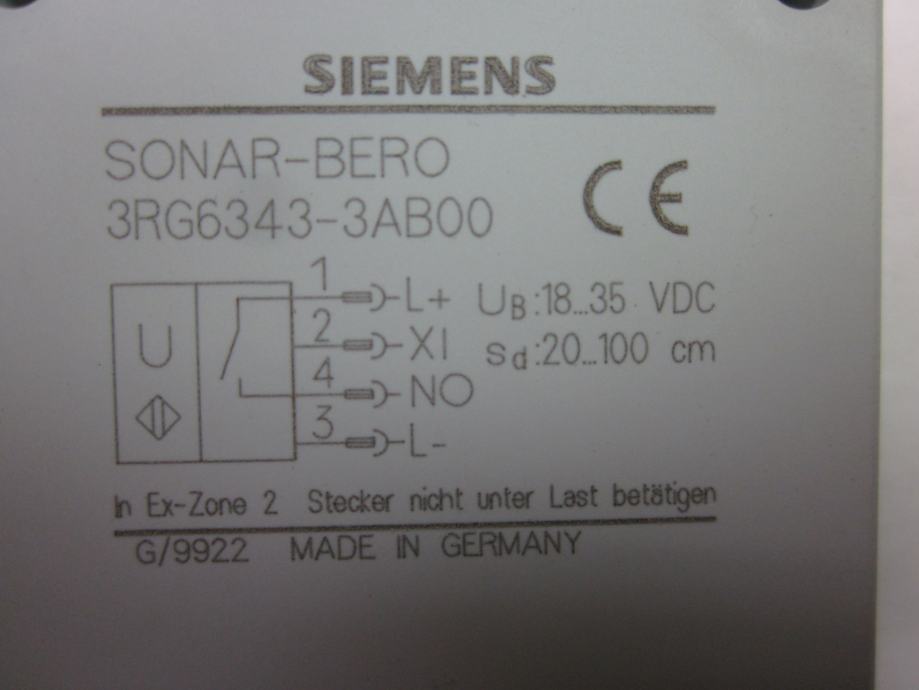 SIEMENS
SONAR-BERO
3RG6343-3AB00
CE
1 L+ UB:18...35 VDC
2 XI sd:20...100 cm
4 NO
3 L-
U
In Ex-Zone 2 Stecker nicht unter Last betätigen
G/9922 MADE IN GERMANY